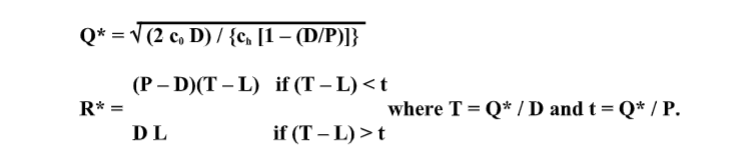 Q* = √ (2 c₀ D) / {cₕ [1 – (D/P)]}
(P – D)(T – L) if (T – L) < t
R* = where T = Q* / D and t = Q* / P.
D L if (T – L) > t